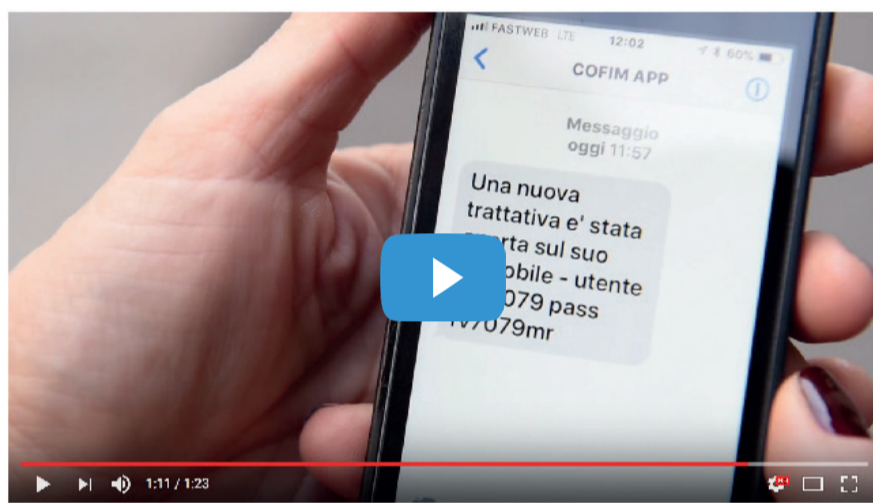 FASTWEB LTE 12:02 60%
COFIM APP
Messaggio
oggi 11:57
Una nuova
trattativa e' stata
sul suo
utente
pass
1:11 / 1:23